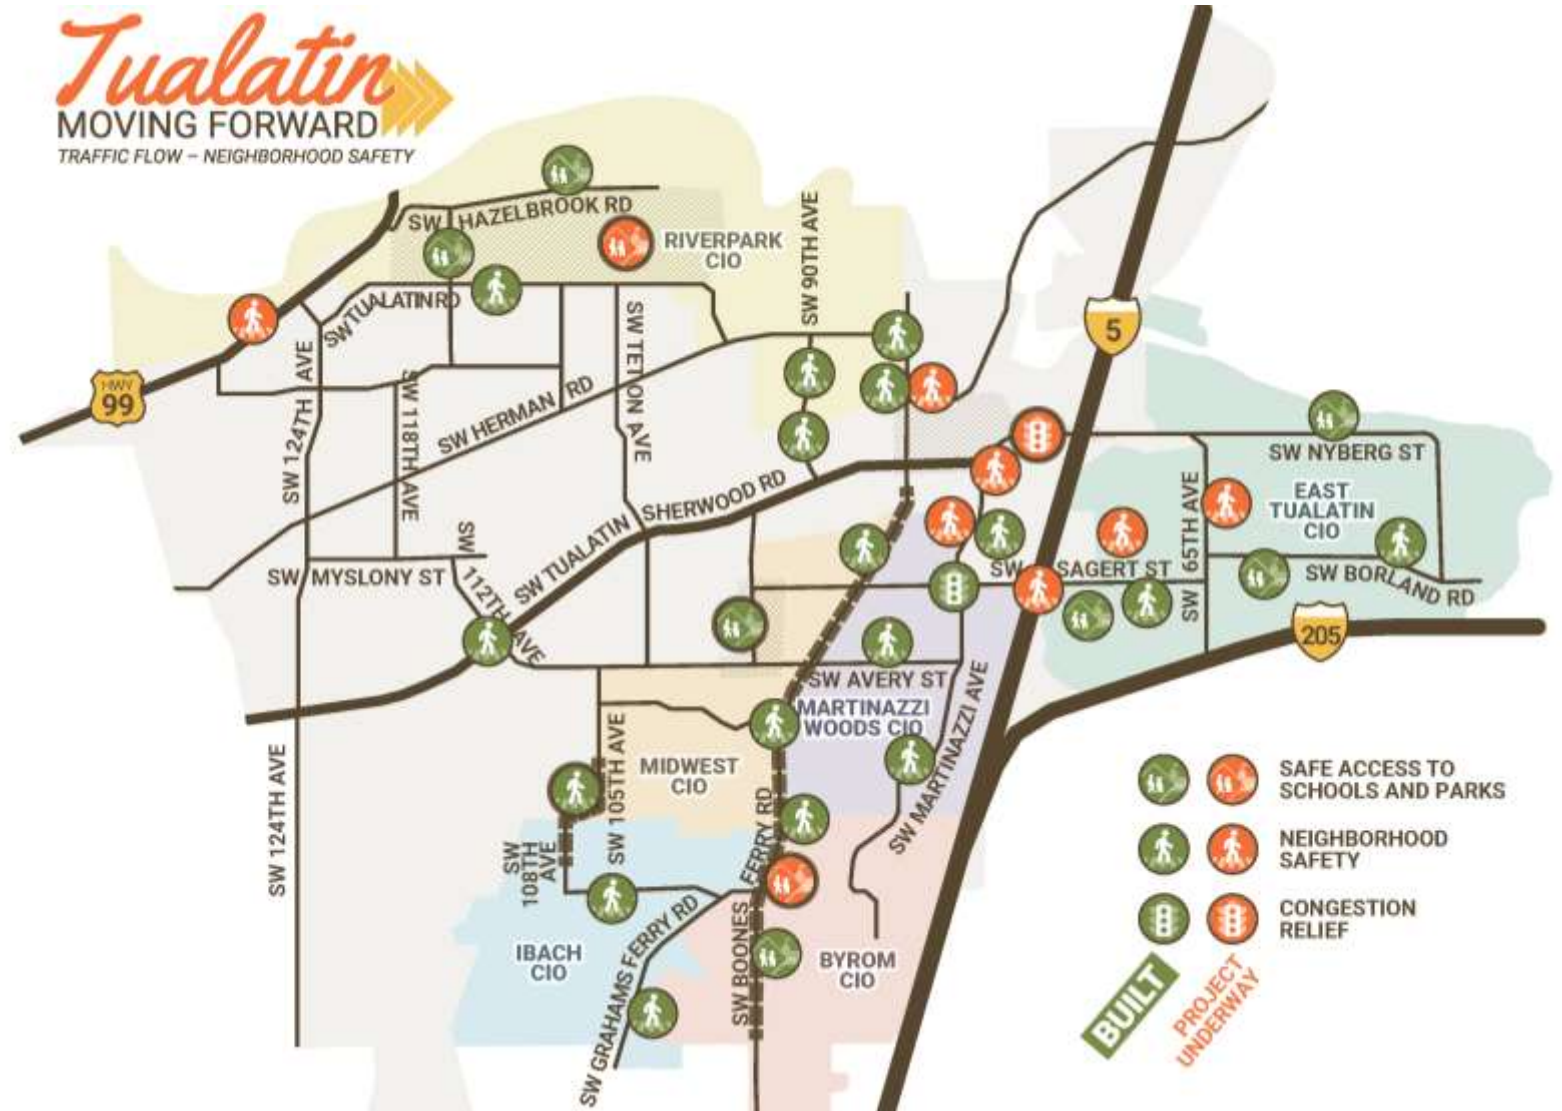 Tualatin
MOVING FORWARD
TRAFFIC FLOW – NEIGHBORHOOD SAFETY
SW HAZELBROOK RD
RIVERPARK
CIO
SW 90TH AVE
SW TUALATIN RD
SW TETON AVE
5
HWY
99
SW 124TH AVE
SW 118TH AVE
SW HERMAN RD
SW NYBERG ST
SW TUALATIN SHERWOOD RD
EAST
TUALATIN
CIO
SW 65TH AVE
SW MYSLONY ST
SW 112TH AVE
SW SAGERT ST
SW BORLAND RD
205
SW AVERY ST
MARTINAZZI
WOODS CIO
SW MARTINAZZI AVE
SW 124TH AVE
SW 105TH AVE
MIDWEST
CIO
SW
108TH
AVE
SW BOONES FERRY RD
SW GRAHAMS FERRY RD
IBACH
CIO
BYROM
CIO
SAFE ACCESS TO
SCHOOLS AND PARKS
NEIGHBORHOOD
SAFETY
CONGESTION
RELIEF
BUILT
PROJECT
UNDERWAY